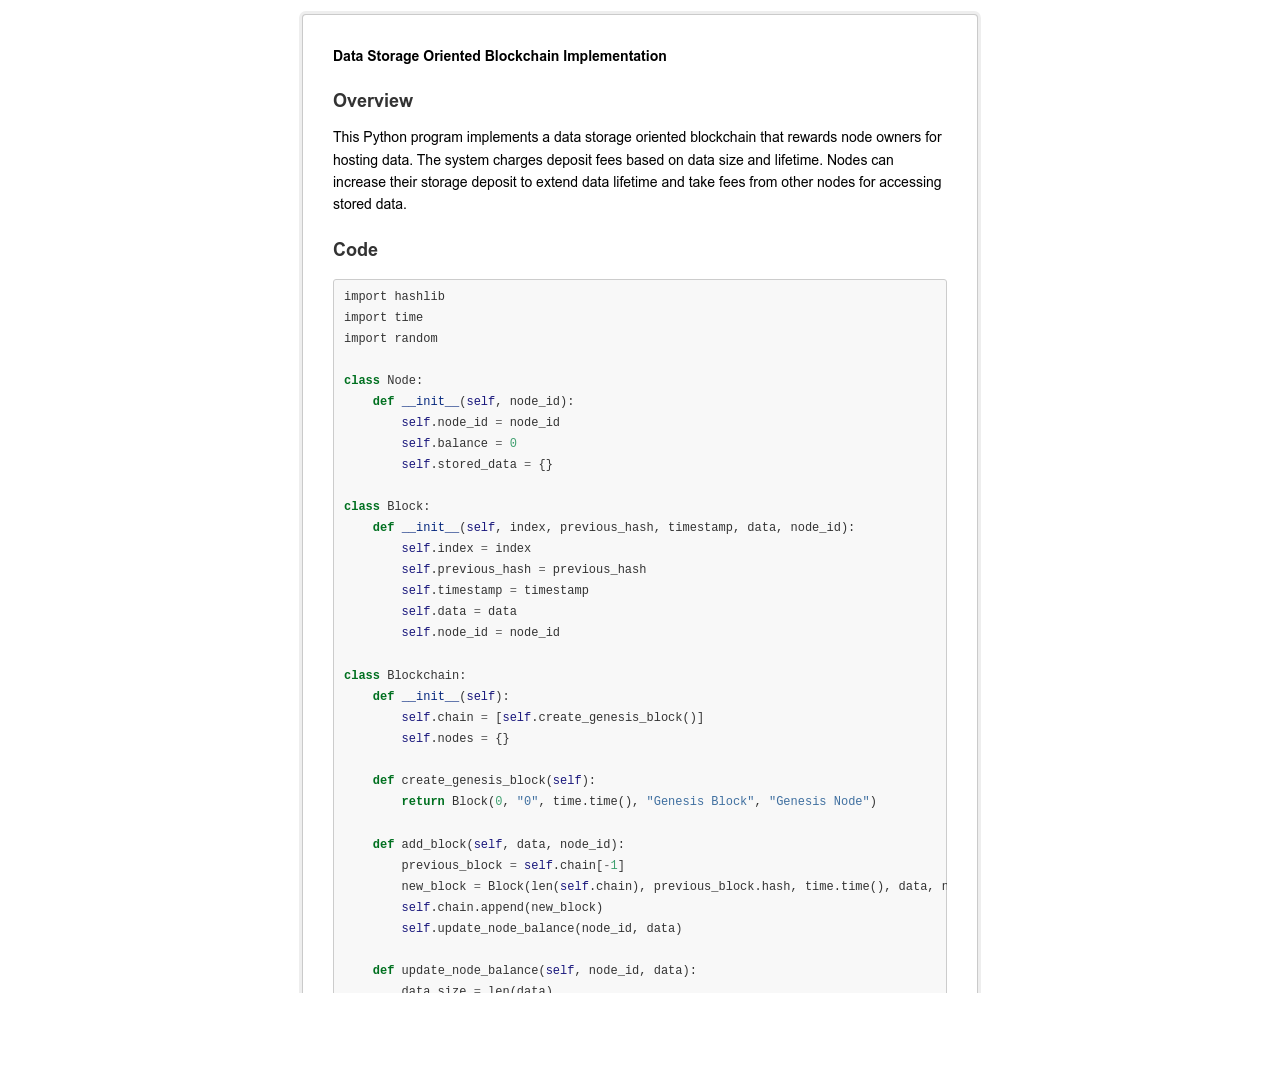 Data Storage Oriented Blockchain Implementation
Overview
This Python program implements a data storage oriented blockchain that rewards node owners for
hosting data. The system charges deposit fees based on data size and lifetime. Nodes can
increase their storage deposit to extend data lifetime and take fees from other nodes for accessing
stored data.
Code
import hashlib
import time
import random
class Node:
    def __init__(self, node_id):
        self.node_id = node_id
        self.balance = 0
        self.stored_data = {}
class Block:
    def __init__(self, index, previous_hash, timestamp, data, node_id):
        self.index = index
        self.previous_hash = previous_hash
        self.timestamp = timestamp
        self.data = data
        self.node_id = node_id
class Blockchain:
    def __init__(self):
        self.chain = [self.create_genesis_block()]
        self.nodes = {}
    def create_genesis_block(self):
        return Block(0, "0", time.time(), "Genesis Block", "Genesis Node")
    def add_block(self, data, node_id):
        previous_block = self.chain[-1]
        new_block = Block(len(self.chain), previous_block.hash, time.time(), data,
        self.chain.append(new_block)
        self.update_node_balance(node_id, data)
    def update_node_balance(self, node_id, data):
        data_size = len(data)